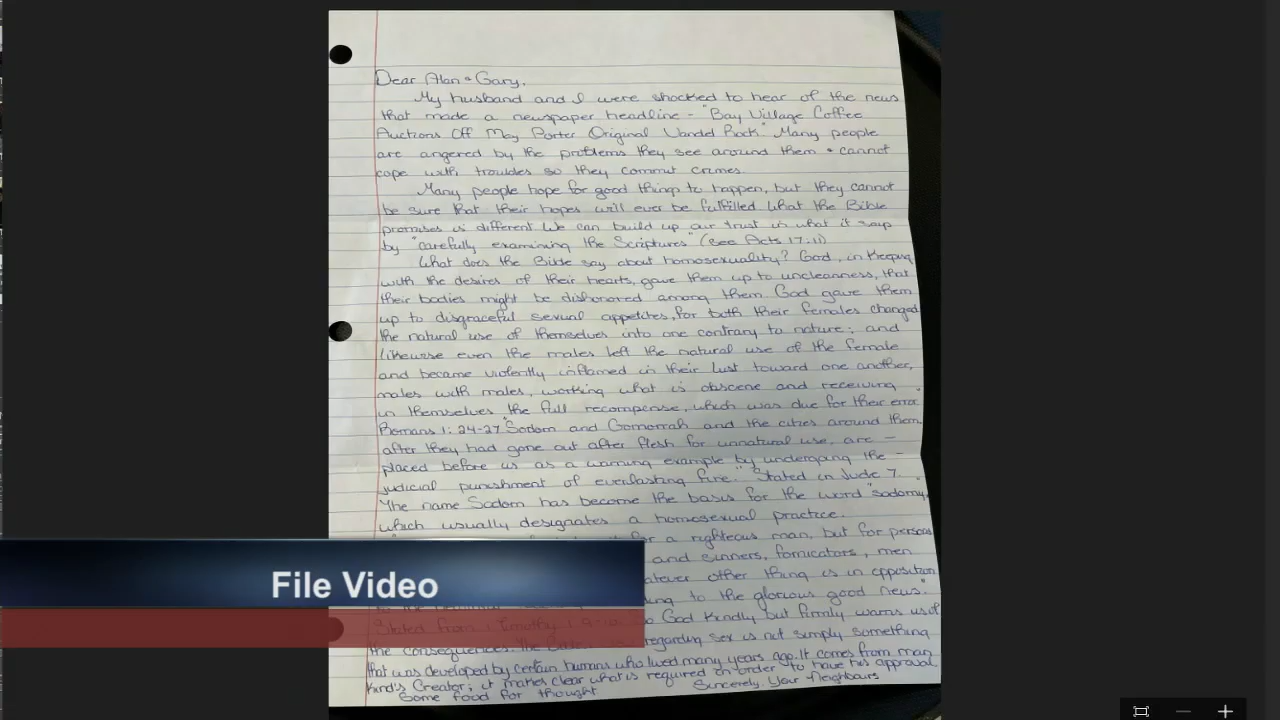 Dear Alan & Gary.
My husband and I were shocked to hear of the news
that made a newspaper headline - "Bay Village Coffee
Auctions Off May Porter Original Vandal Rock" Many people
are angered by the problems they see around them & cannot
cope with troubles so they commit crimes.
Many people hope for good things to happen, but they cannot
be sure that their hopes will ever be fulfilled What the Bible
promises is different We can build up our trust in what it says
by "carefully examining the Scriptures" (see Acts 17:11)
What does the Bible say about homosexuality? God, in Keeping
with the desires of their hearts, gave them up to uncleanness, that
their bodies might be dishonored among them. God gave them
up to disgraceful sexual appetites, for both their females changed
the natural use of themselves into one contrary to nature; and
likewise even the males left the natural use of the female
and became violently inflamed in their lust toward one another,
males with males, working what is obscene and receiving
in themselves the full recompense, which was due for their error."
Romans 1: 24-27 "Sodom and Gomorrah and the cities around them,
after they had gone out after flesh for unnatural use, are -
placed before us as a warning example by undergoing the -
judicial punishment of everlasting fire." Stated in Jude 7.
The name Sodom has become the basis for the word "sodomy,
which usually designates a homosexual practice.
for a righteous man, but for persons
and sinners, fornicators, men
other thing is in opposition
to the glorious good news."
File Video
Stated from 1 Timothy 1 9-10. So God Kindly but firmly warns us of
the consequences. The regarding sex is not simply something
that was developed by certain humans who lived many years ago. It comes from man
kind's Creator; it makes clear what is required in order to have his approval
Some food for thought Sincerely, Your Neighbours